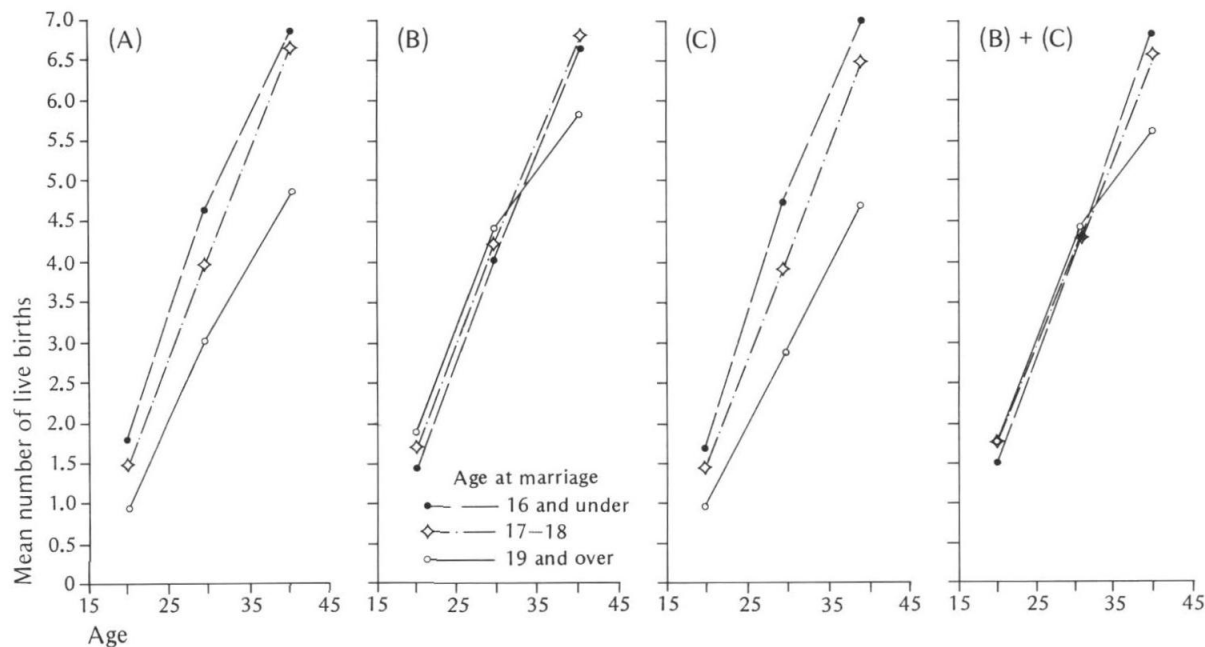 (A)
(B)
(C)
(B) + (C)
Mean number of live births
7.0
6.5
6.0
5.5
5.0
4.5
4.0
3.5
3.0
2.5
2.0
1.5
1.0
0.5
0
Age at marriage
16 and under
17–18
19 and over
15 25 35 45
15 25 35 45
15 25 35 45
15 25 35 45
Age